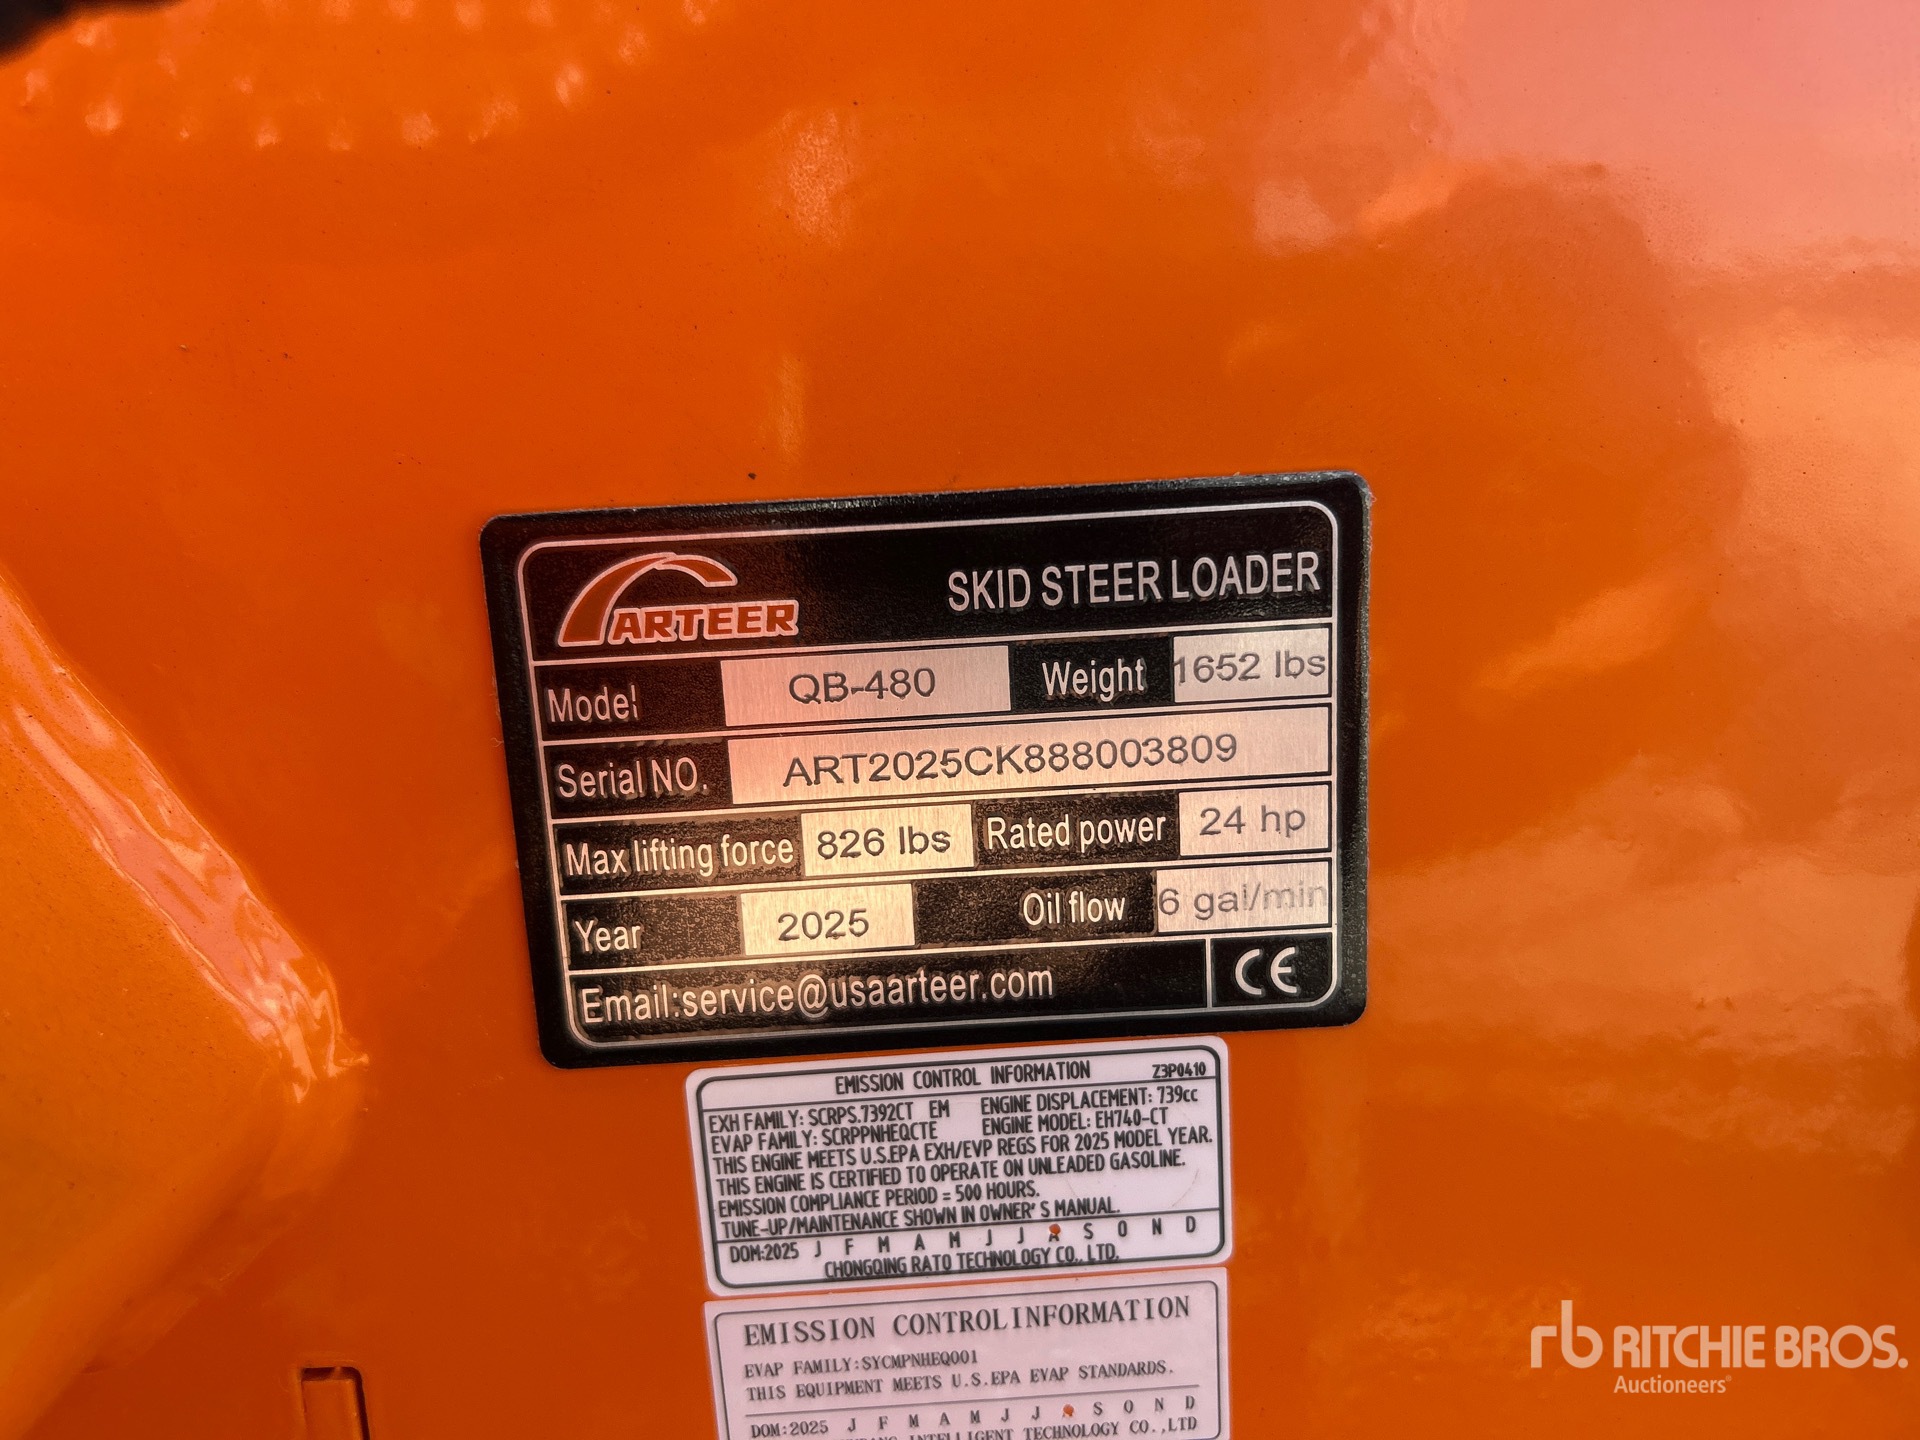 ARTEER
SKID STEER LOADER
Model QB-480 Weight 1652 lbs
Serial NO. ART2025CK888003809
Max lifting force 826 lbs Rated power 24 hp
Year 2025 Oil flow 6 gal/min
Email:service@usaarteer.com CE
EMISSION CONTROL INFORMATION Z3P0410
EXH FAMILY: SCRPS.7392CT EM ENGINE DISPLACEMENT: 739cc
EVAP FAMILY: SCRPPNHEQCTE ENGINE MODEL: EH740-CT
THIS ENGINE MEETS U.S.EPA EXH/EVP REGS FOR 2025 MODEL YEAR.
THIS ENGINE IS CERTIFIED TO OPERATE ON UNLEADED GASOLINE.
EMISSION COMPLIANCE PERIOD = 500 HOURS.
TUNE-UP/MAINTENANCE SHOWN IN OWNER'S MANUAL.
DOM:2025 J F M A M J J A S O N D
CHONGQING RATO TECHNOLOGY CO., LTD.
EMISSION CONTROL INFORMATION
EVAP FAMILY:SYCMPNHEQ001
THIS EQUIPMENT MEETS U.S.EPA EVAP STANDARDS.
DOM:2025 J F M A M J J S O N D
INTELLIGENT TECHNOLOGY CO.,LTD
rb RITCHIE BROS.
Auctioneers